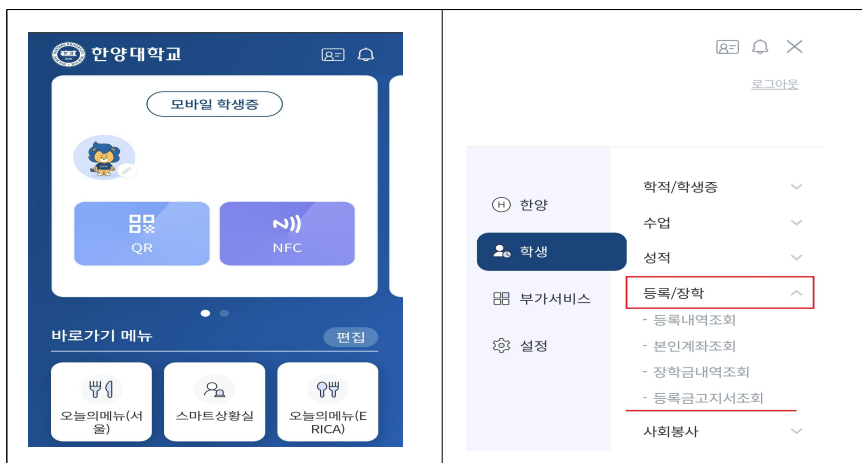 한양대학교
모바일 학생증
QR
NFC
바로가기 메뉴
편집
오늘의메뉴(서
울)
스마트상황실
오늘의메뉴(E
RICA)
로그아웃
한양
학생
부가서비스
설정
학적/학생증
수업
성적
등록/장학
- 등록내역조회
- 본인계좌조회
- 장학금내역조회
- 등록금고지서조회
사회봉사